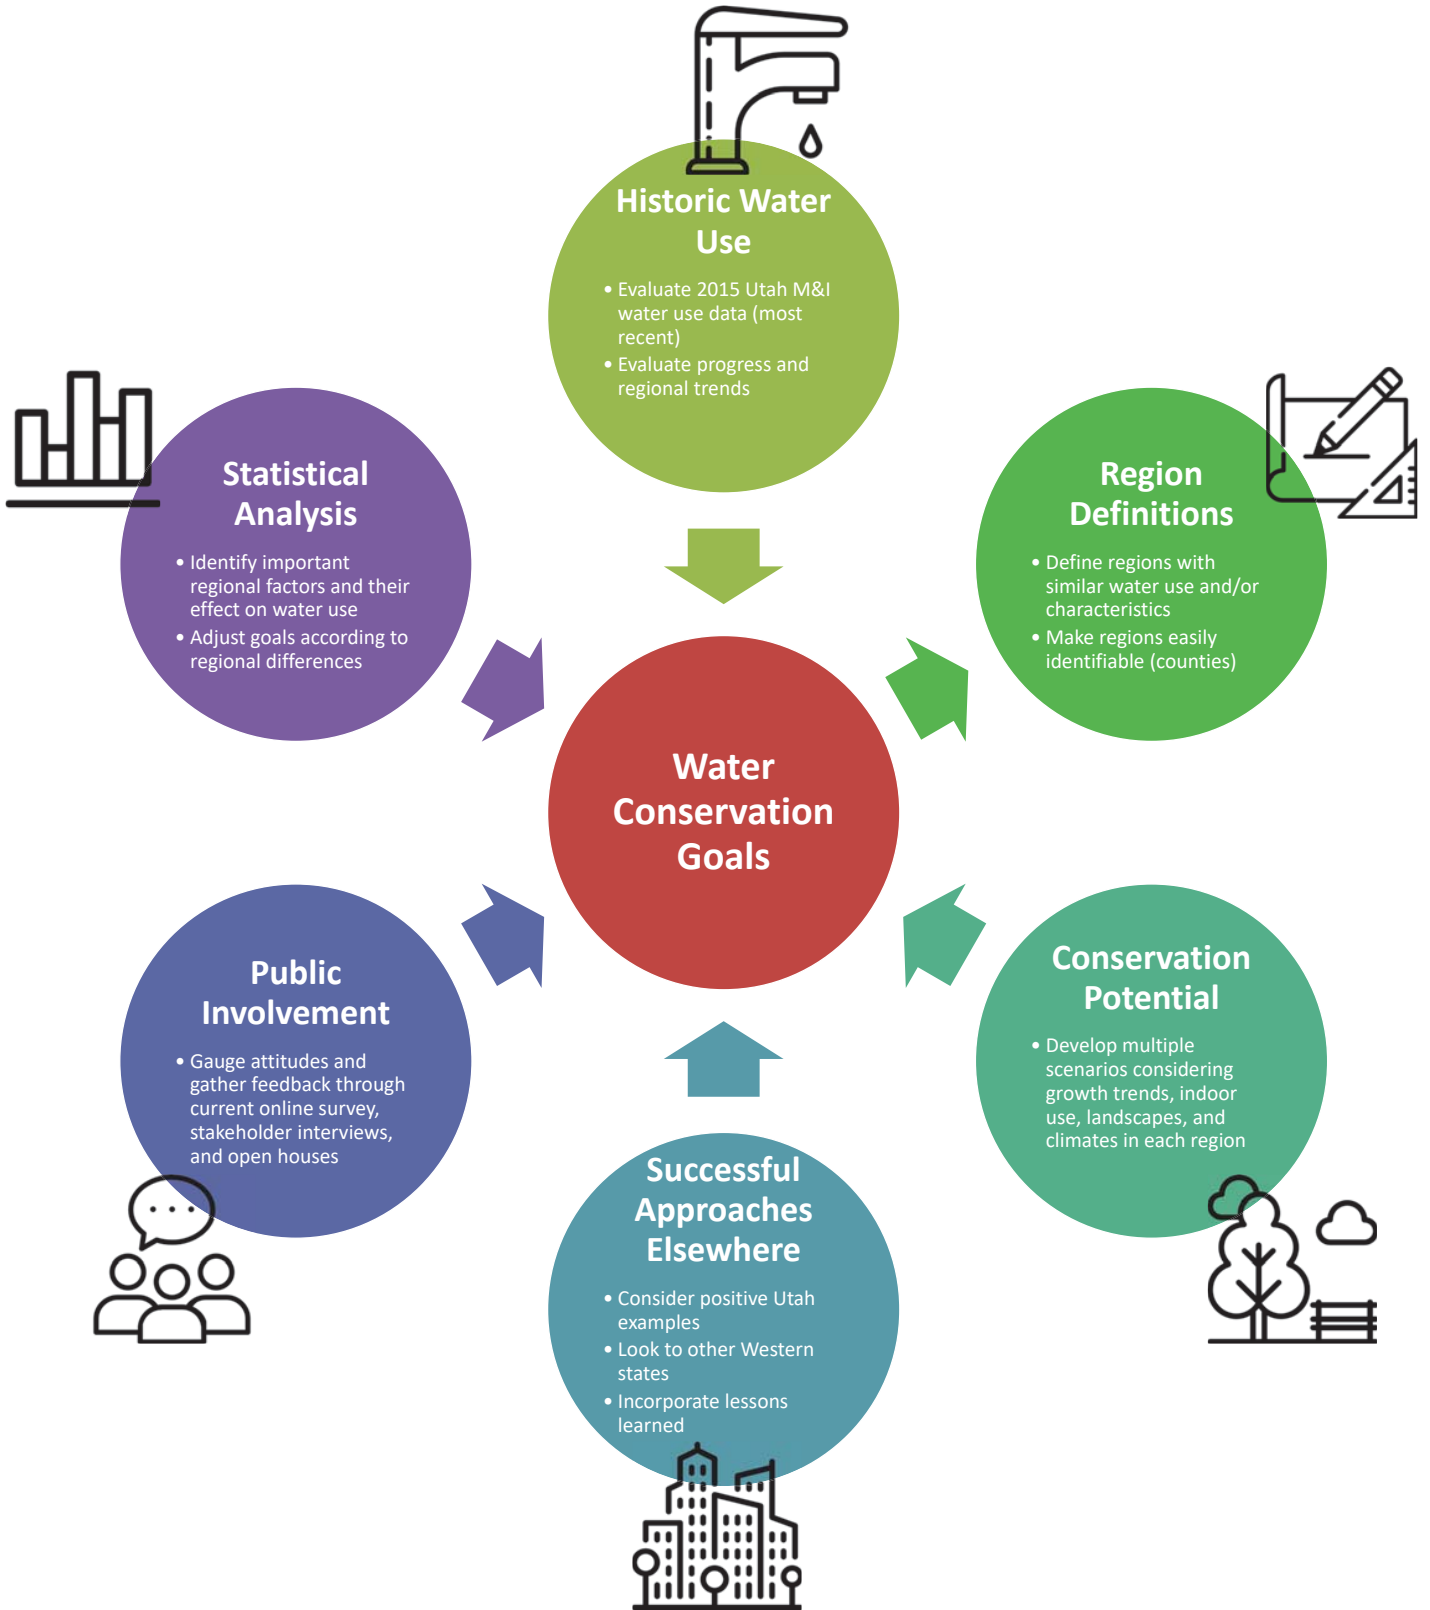 Historic Water
Use
• Evaluate 2015 Utah M&I
water use data (most
recent)
• Evaluate progress and
regional trends
Statistical
Analysis
• Identify important
regional factors and their
effect on water use
• Adjust goals according to
regional differences
Region
Definitions
• Define regions with
similar water use and/or
characteristics
• Make regions easily
identifiable (counties)
Water
Conservation
Goals
Public
Involvement
• Gauge attitudes and
gather feedback through
current online survey,
stakeholder interviews,
and open houses
Conservation
Potential
• Develop multiple
scenarios considering
growth trends, indoor
use, landscapes, and
climates in each region
Successful
Approaches
Elsewhere
• Consider positive Utah
examples
• Look to other Western
states
• Incorporate lessons
learned